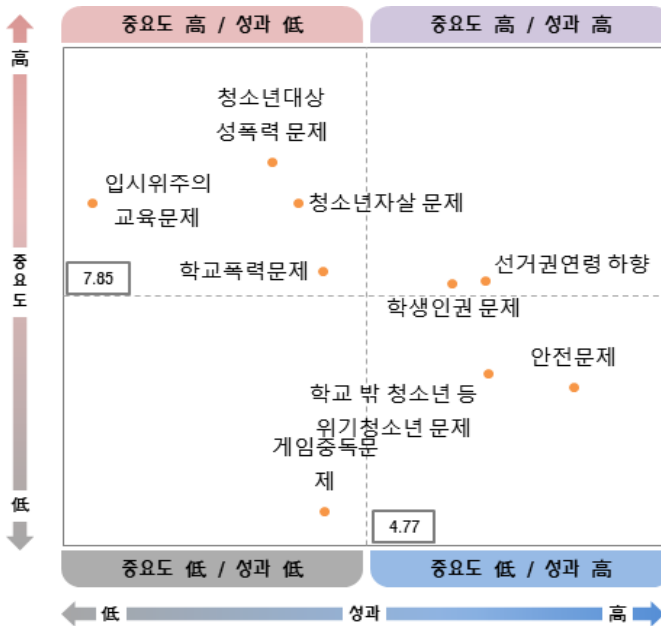 중요도 高 / 성과 低
중요도 高 / 성과 高
高
청소년대상
성폭력 문제
입시위주의
교육문제
청소년자살 문제
학교폭력문제
선거권연령 하향
7.85
중요도
학생인권 문제
안전문제
학교 밖 청소년 등
위기청소년 문제
게임중독문
제
低
4.77
중요도 低 / 성과 低
중요도 低 / 성과 高
低
성과
高